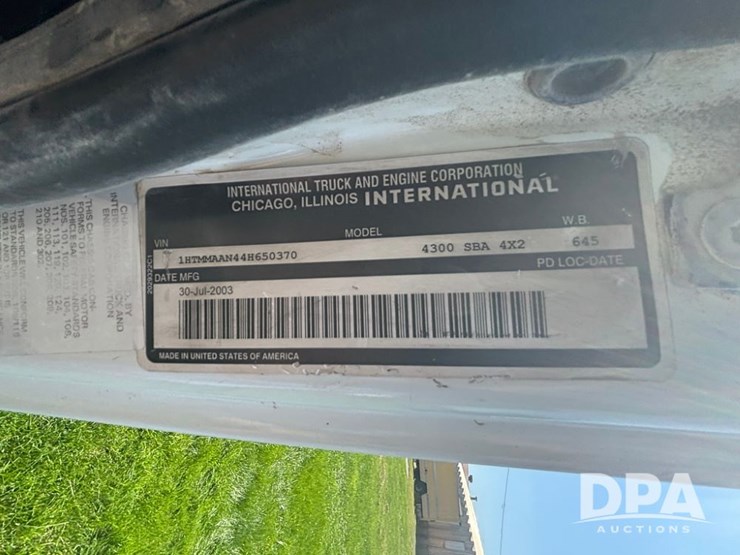 INTERNATIONAL TRUCK AND ENGINE CORPORATION
CHICAGO, ILLINOIS INTERNATIONAL
VIN MODEL W.B.
1HTMMAAN44H650370 4300 SBA 4X2 645
DATE MFG PD LOC-DATE
30-Jul-2003
MADE IN UNITED STATES OF AMERICA
DPA
AUCTIONS